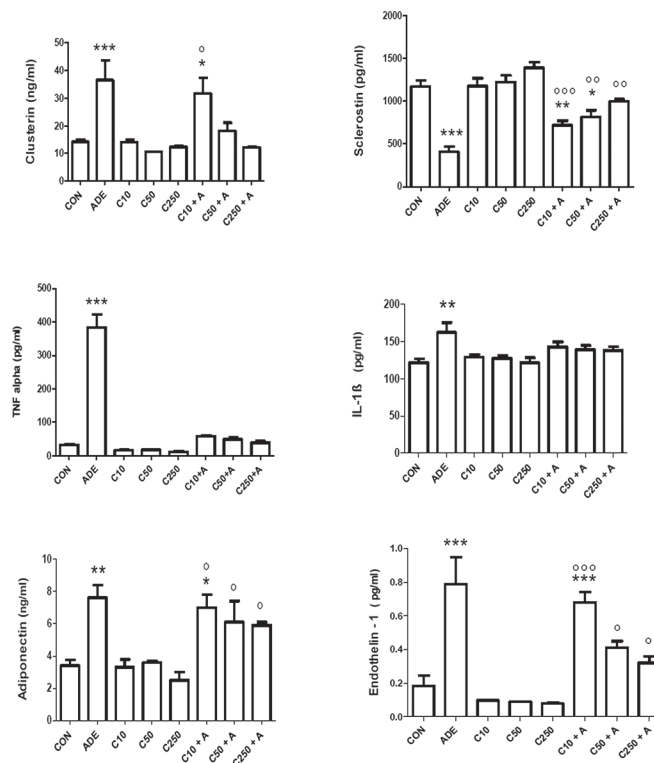 Clusterin (ng/ml)
50
40
30
20
10
0
***
°
*
CON
ADE
C10
C50
C250
C10 + A
C50 + A
C250 + A
Sclerostin (pg/ml)
2000
1500
1000
500
0
***
°°°
**
°°
*
°°
CON
ADE
C10
C50
C250
C10 + A
C50 + A
C250 + A
TNF alpha (pg/ml)
500
400
300
200
100
0
***
CON
ADE
C10
C50
C250
C10+A
C50+A
C250+A
IL-1ß (pg/ml)
200
150
100
50
0
**
CON
ADE
C10
C50
C250
C10 + A
C50 + A
C250 + A
Adiponectin (ng/ml)
10
8
6
4
2
0
**
°
*
°
°
CON
ADE
C10
C50
C250
C10 + A
C50 + A
C250 + A
Endothelin - 1 ( pg/ml)
1.0
0.8
0.6
0.4
0.2
0.0
***
°°°
***
°
°
CON
ADE
C10
C50
C250
C10 + A
C50 + A
C250 + A